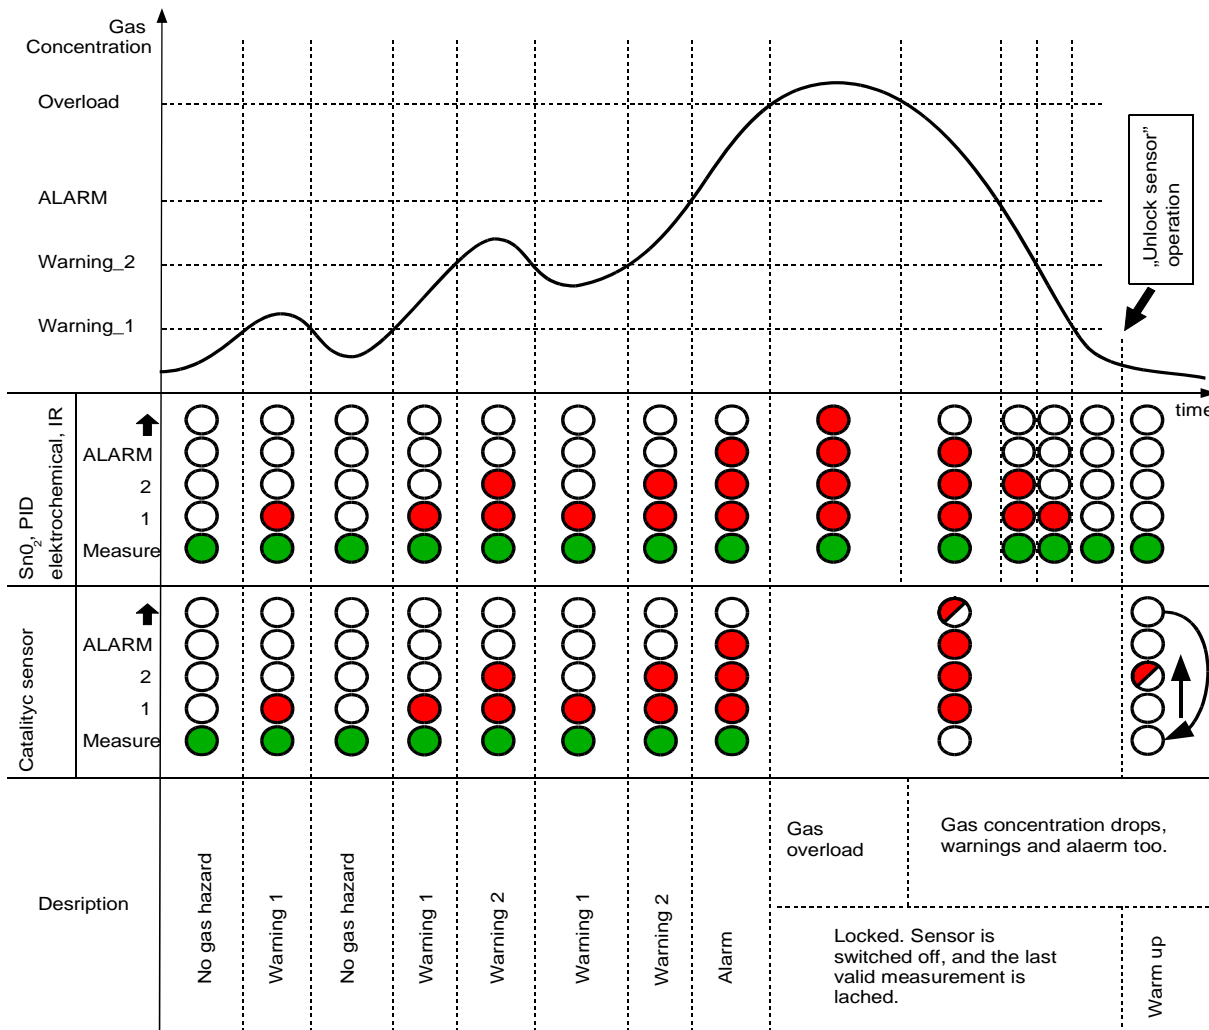 Gas
Concentration
Overload
ALARM
Warning_2
Warning_1
„Unlock sensor”
operation
time
Sn0₂, PID
elektrochemical, IR
ALARM
2
1
Measure
Catalityc sensor
ALARM
2
1
Measure
Desription
No gas hazard
Warning 1
No gas hazard
Warning 1
Warning 2
Warning 1
Warning 2
Alarm
Gas
overload
Gas concentration drops,
warnings and alaerm too.
Locked. Sensor is
switched off, and the last
valid measurement is
lached.
Warm up